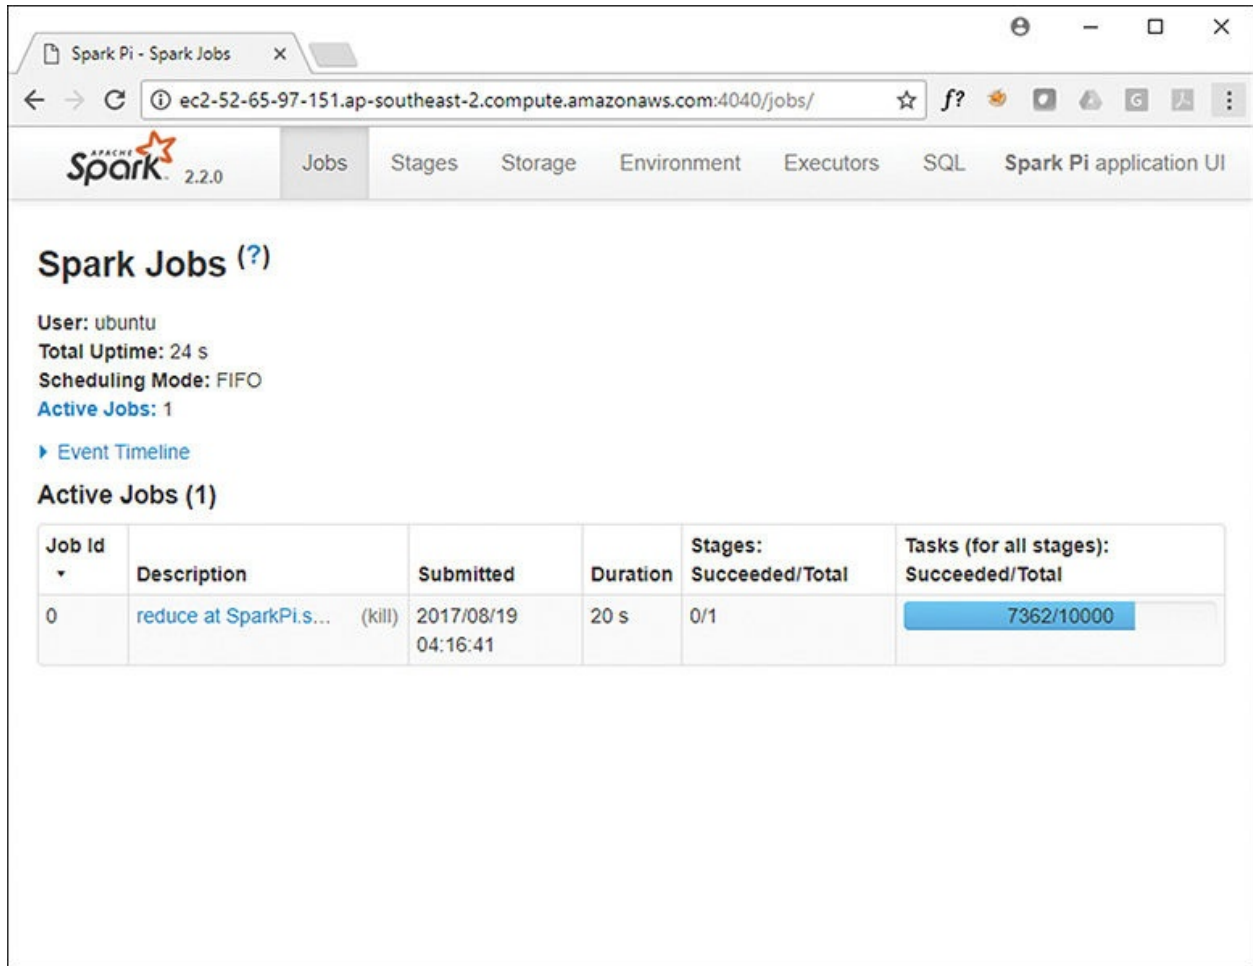 Spark Pi - Spark Jobs
ec2-52-65-97-151.ap-southeast-2.compute.amazonaws.com:4040/jobs/
f?
G
APACHE
Spark 2.2.0
Jobs Stages Storage Environment Executors SQL Spark Pi application UI
Spark Jobs (?)
User: ubuntu
Total Uptime: 24 s
Scheduling Mode: FIFO
Active Jobs: 1
Event Timeline
Active Jobs (1)
Job Id Description Submitted Duration Stages: Succeeded/Total Tasks (for all stages): Succeeded/Total
0 reduce at SparkPi.s... (kill) 2017/08/19 20 s 0/1 7362/10000
04:16:41